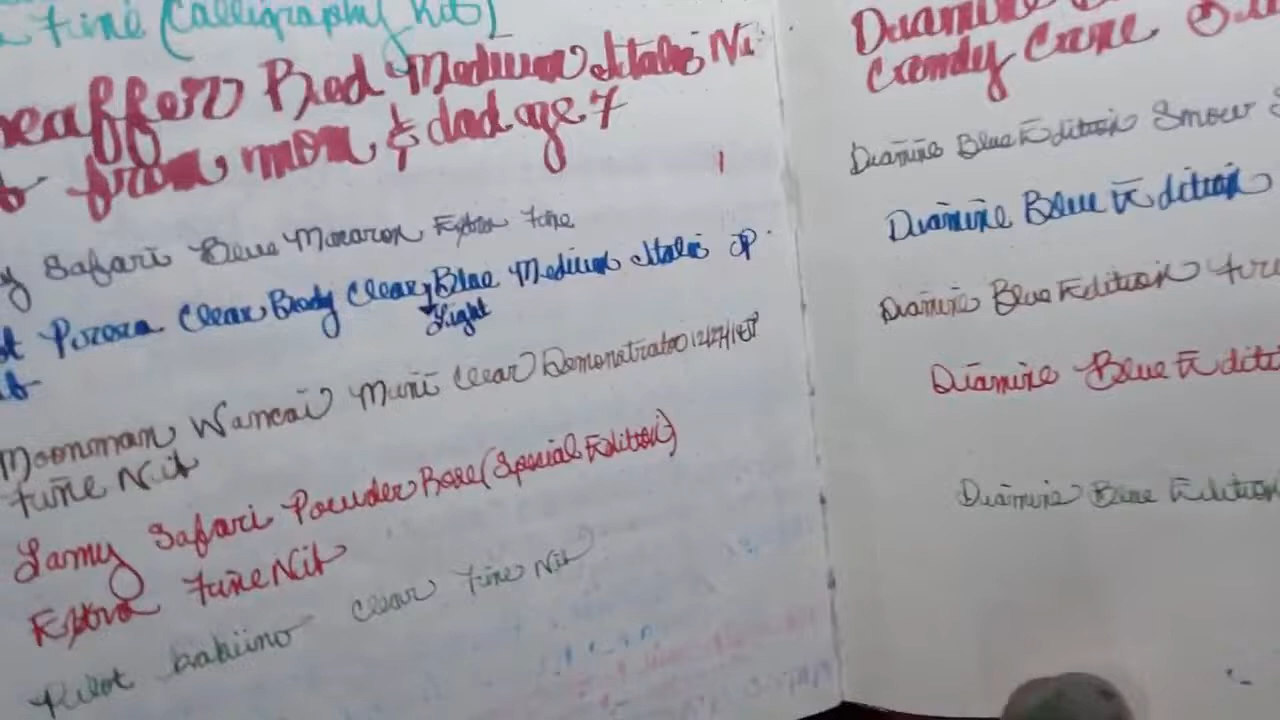 Fine (Calligraphy Kit)
Sheaffer Red Medium Italic
from mom & dad age 7
Safari Blue Macaron Extra Fine
Clear Body Clear, Blue Medium Italic
Light
Moonman Wancai Mini Clear Demonstrator
Fine Nib
Lamy Safari Powder Rose (Special Edition)
Extra Fine Nib
Pilot Kakuno Clear Fine Nib
Diamine
Candy Cane
Diamine Blue Edition Snow
Diamine Blue Edition
Diamine Blue Edition
Diamine Blue
Diamine Blue Edition